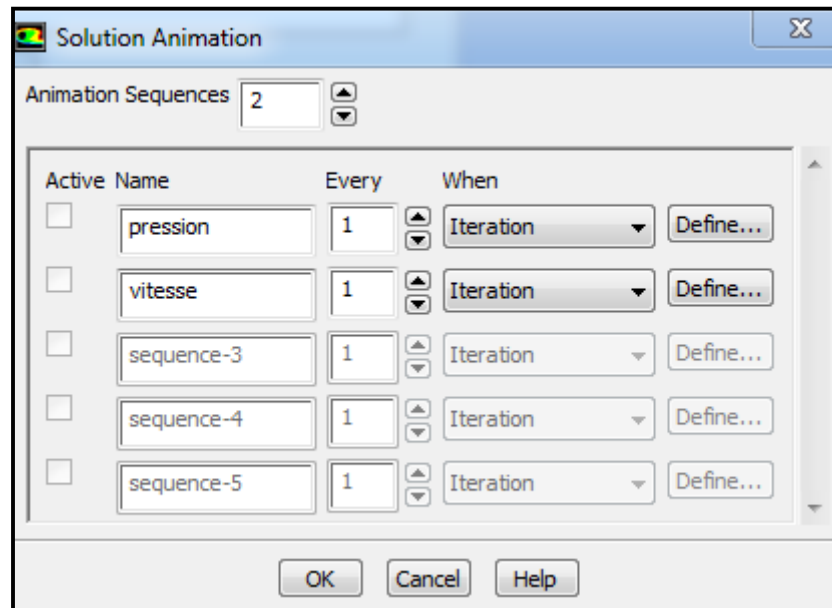 Solution Animation
Animation Sequences 2
Active Name Every When
pression 1 Iteration Define...
vitesse 1 Iteration Define...
sequence-3 1 Iteration Define...
sequence-4 1 Iteration Define...
sequence-5 1 Iteration Define...
OK Cancel Help